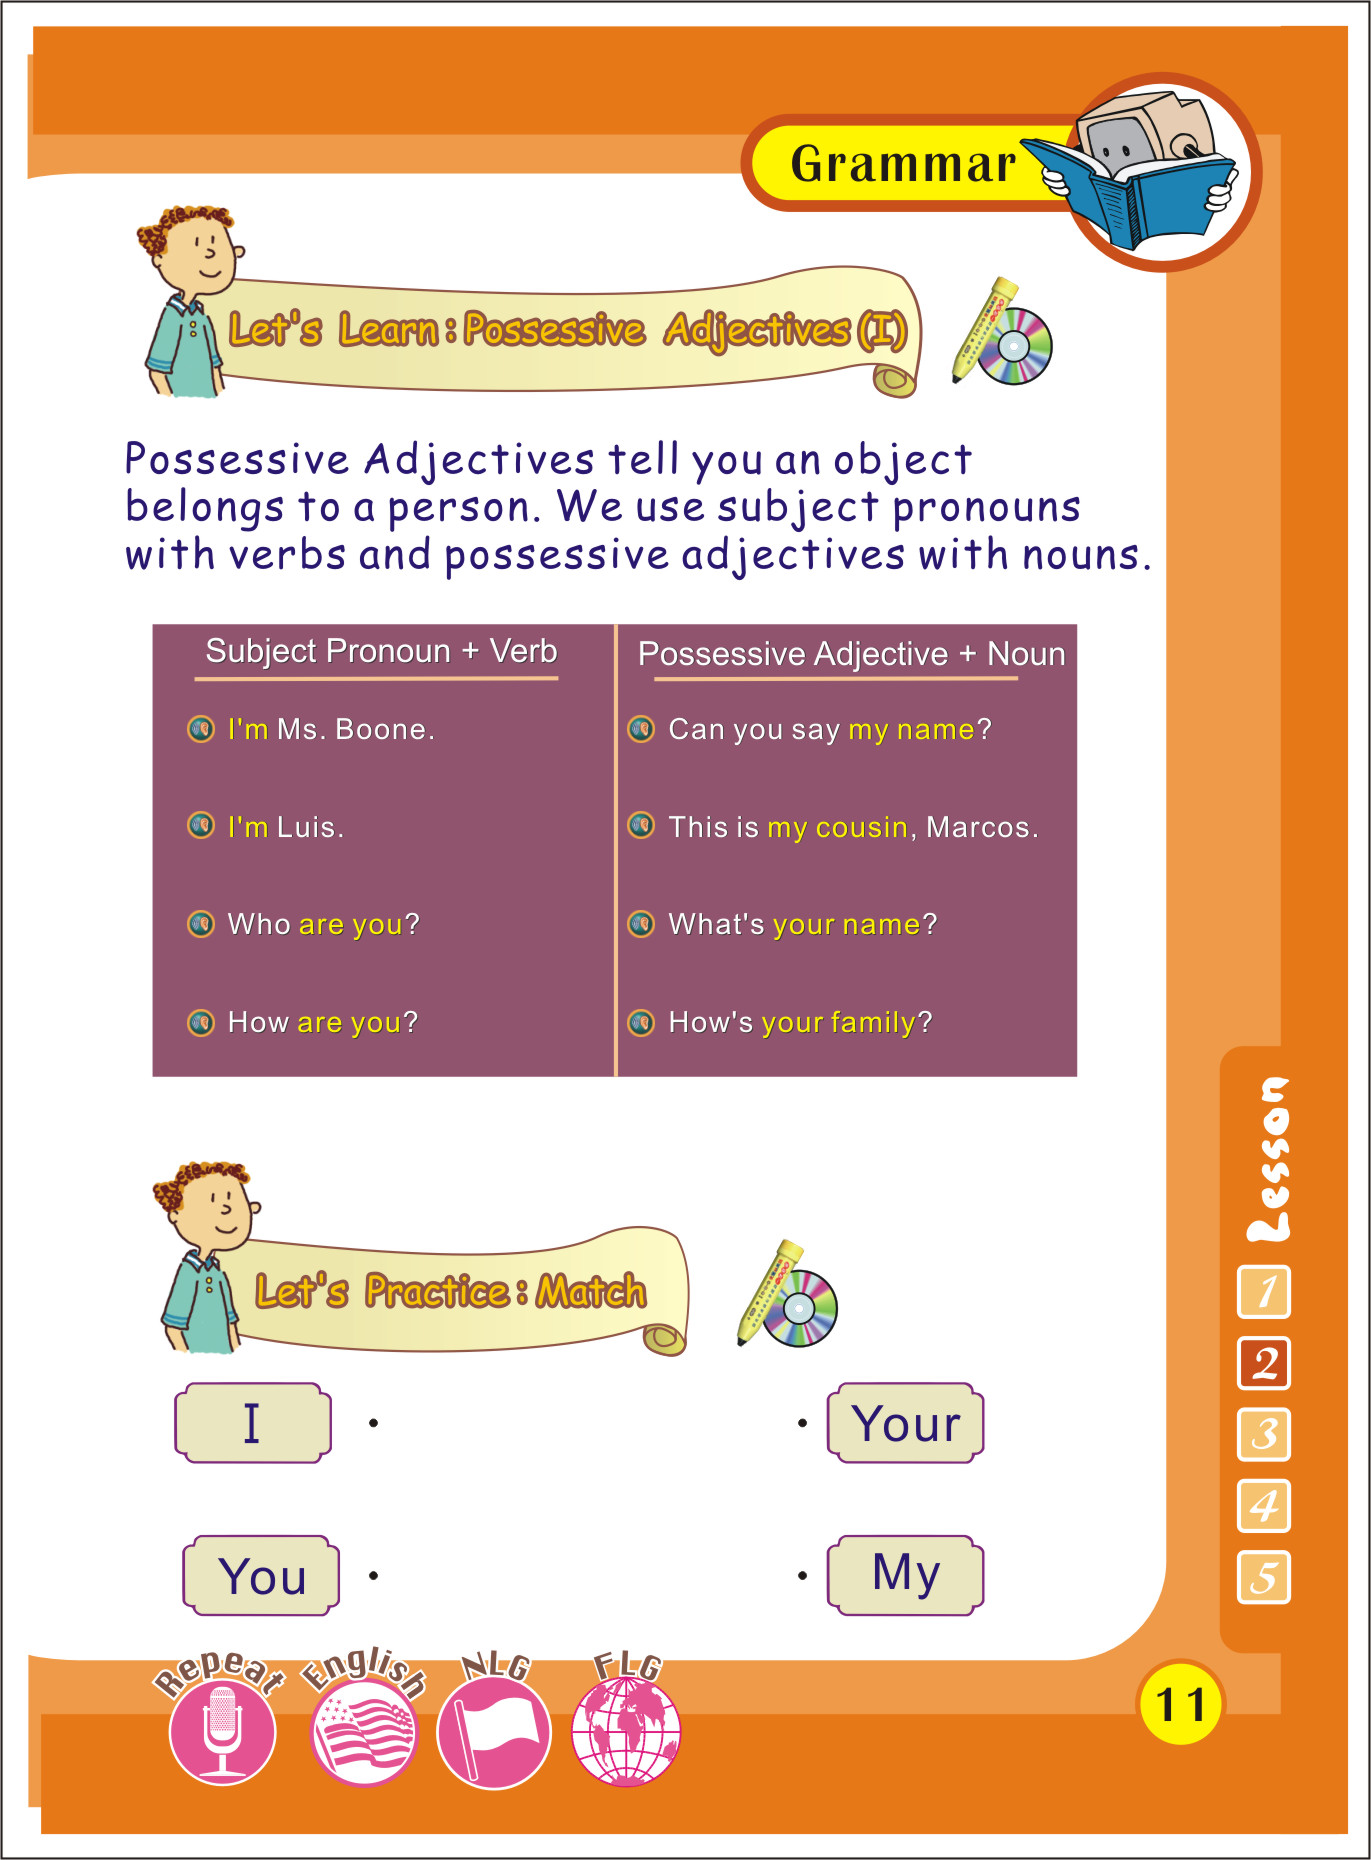 Grammar
Let's Learn : Possessive Adjectives (I)
Possessive Adjectives tell you an object
belongs to a person. We use subject pronouns
with verbs and possessive adjectives with nouns.
Subject Pronoun + Verb
I'm Ms. Boone.
I'm Luis.
Who are you?
How are you?
Possessive Adjective + Noun
Can you say my name?
This is my cousin, Marcos.
What's your name?
How's your family?
Let's Practice : Match
I
Your
You
My
Lesson
1
2
3
4
5
Repeat
English
NLG
FLG
11